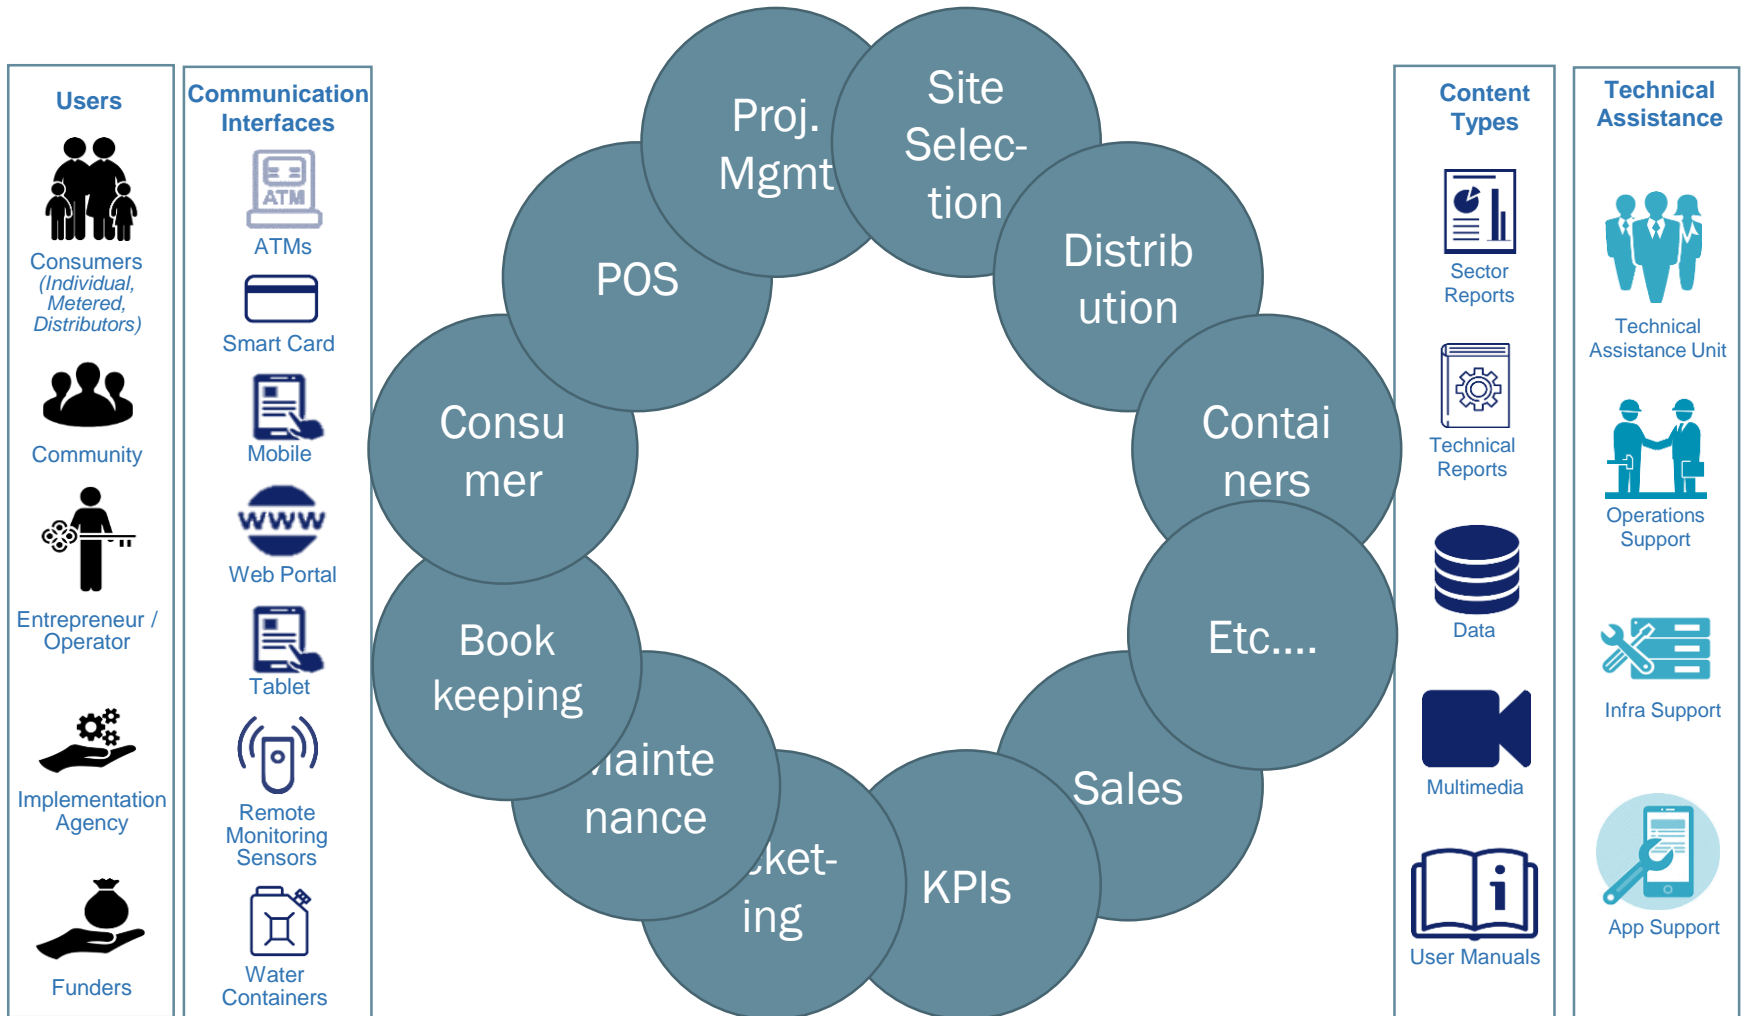 Users
Consumers
(Individual,
Metered,
Distributors)
Community
Entrepreneur /
Operator
Implementation
Agency
Funders
Communication
Interfaces
ATM
ATMs
Smart Card
Mobile
www
Web Portal
Tablet
Remote
Monitoring
Sensors
Water
Containers
Proj.
Mgmt
Site
Selec-
tion
POS
Distrib
ution
Consu
mer
Contai
ners
Book
keeping
Etc....
ainte
nance
Sales
ket-
ing
KPIs
Content
Types
Sector
Reports
Technical
Reports
Data
Multimedia
i
User Manuals
Technical
Assistance
Technical
Assistance Unit
Operations
Support
Infra Support
App Support